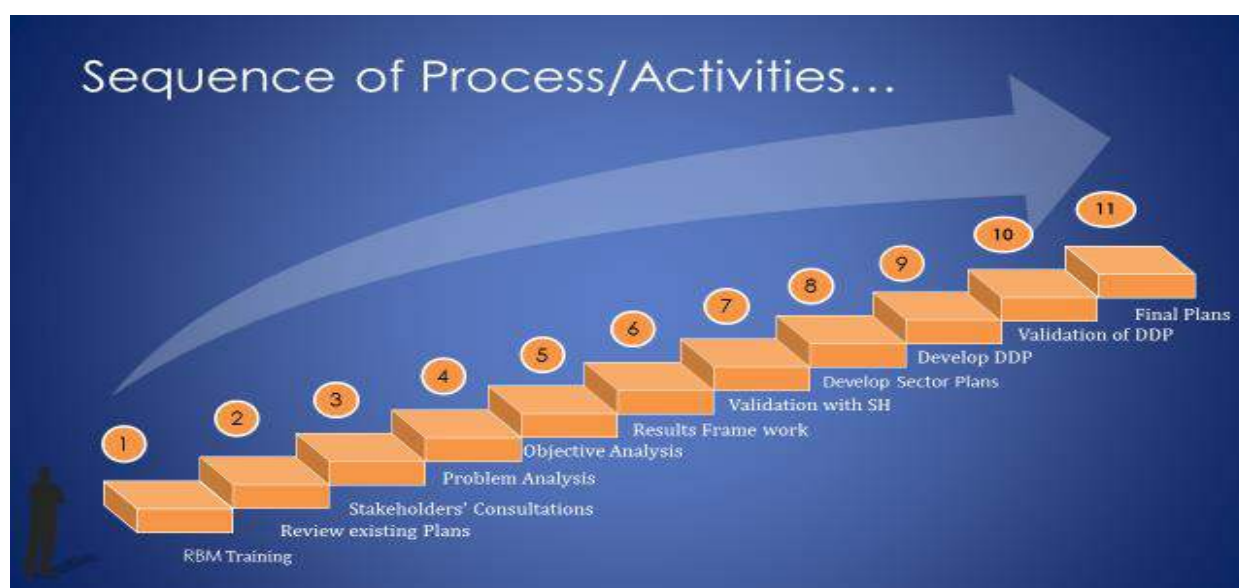 Sequence of Process/Activities...
11
10
9
8
7
6
5
4
3
2
1
Final Plans
Validation of DDP
Develop DDP
Develop Sector Plans
Validation with SH
Results Frame work
Objective Analysis
Problem Analysis
Stakeholders' Consultations
Review existing Plans
RBM Training